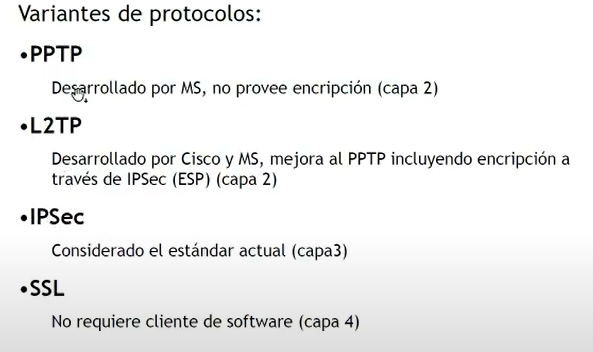 Variantes de protocolos:
•PPTP
Desarrollado por MS, no provee encripción (capa 2)
•L2TP
Desarrollado por Cisco y MS, mejora al PPTP incluyendo encripción a
través de IPSec (ESP) (capa 2)
•IPSec
Considerado el estándar actual (capa3)
•SSL
No requiere cliente de software (capa 4)